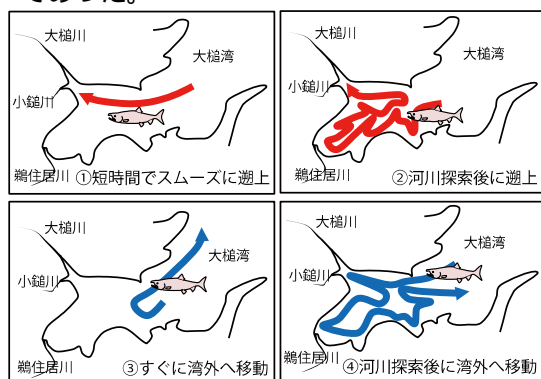 であった。
大槌川
大槌湾
小鎚川
鵜住居川
①短時間でスムーズに遡上
大槌川
大槌湾
小鎚川
鵜住居川
②河川探索後に遡上
大槌川
大槌湾
小鎚川
鵜住居川
③すぐに湾外へ移動
大槌川
大槌湾
小鎚川
鵜住居川
④河川探索後に湾外へ移動